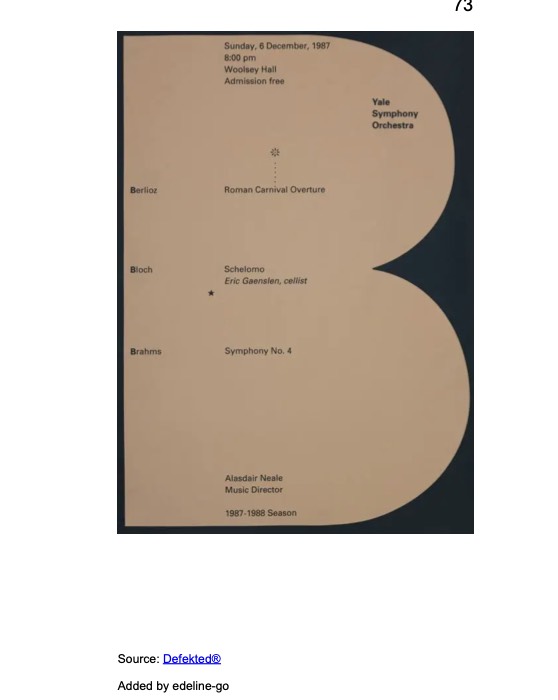 73
Sunday, 6 December, 1987
8:00 pm
Woolsey Hall
Admission free
Yale
Symphony
Orchestra
Berlioz Roman Carnival Overture
Bloch Schelomo
Eric Gaenslen, cellist
Brahms Symphony No. 4
Alasdair Neale
Music Director
1987-1988 Season
Source: Defekted®
Added by edeline-go